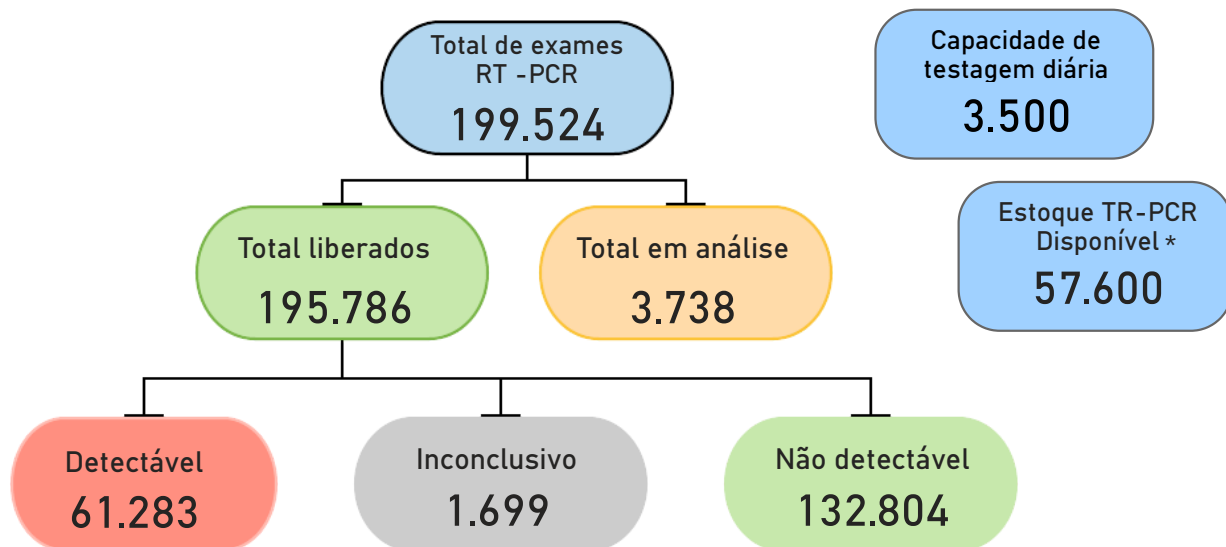 Total de exames
RT -PCR
199.524
Capacidade de
testagem diária
3.500
Estoque TR-PCR
Disponível *
57.600
Total liberados
195.786
Total em análise
3.738
Detectável
61.283
Inconclusivo
1.699
Não detectável
132.804